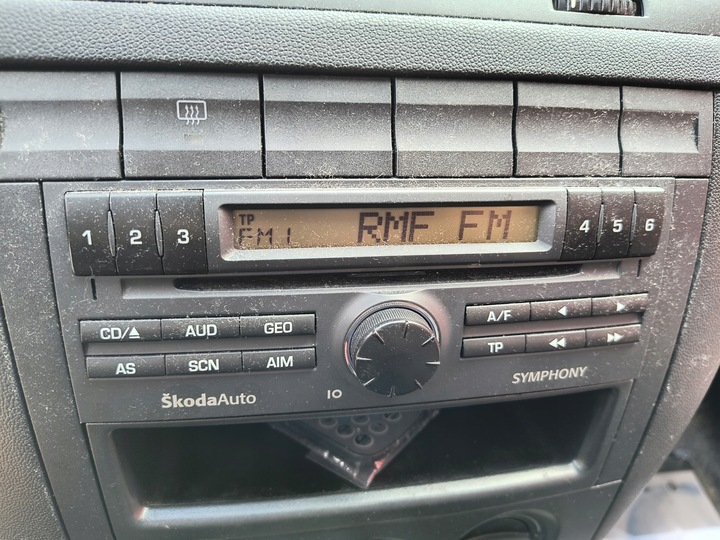 TP
FM1 RMF FM
1 2 3 4 5 6
CD/⏏ AUD GEO A/F ◀ ▶
AS SCN AIM TP ◀◀ ▶▶
ŠkodaAuto IO SYMPHONY